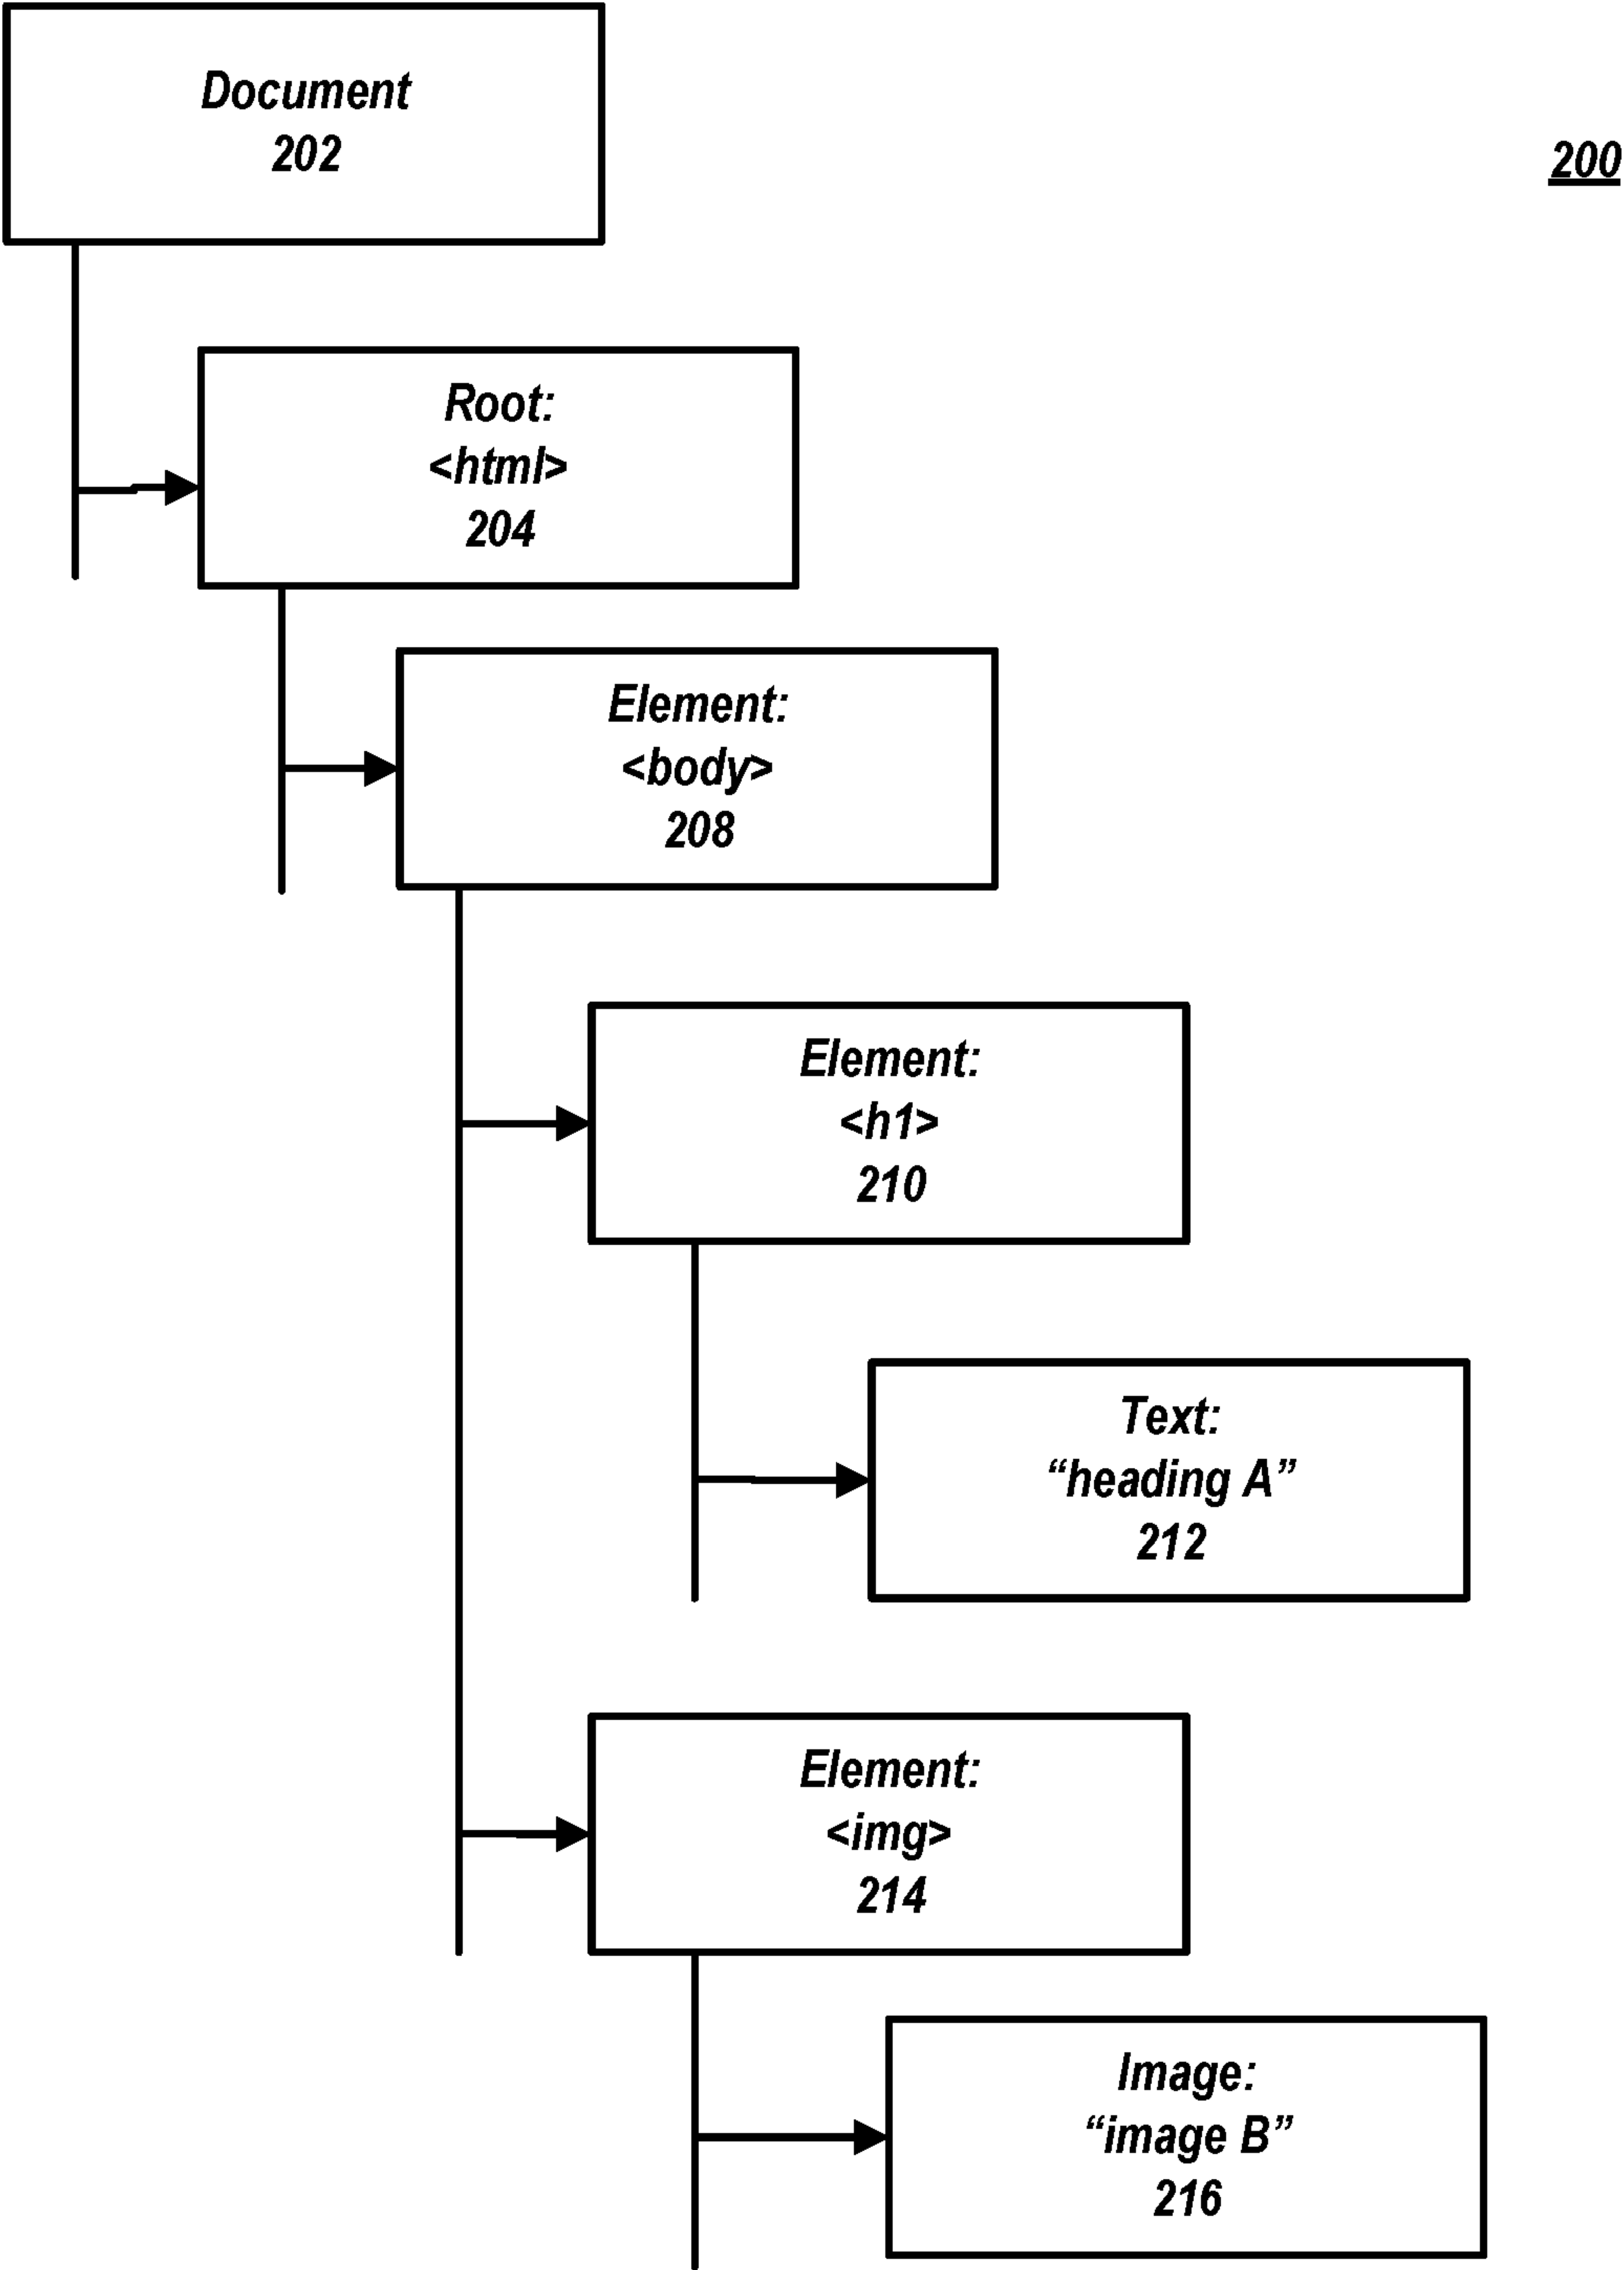 Document
202
200
Root:
<html>
204
Element:
<body>
208
Element:
<h1>
210
Text:
“heading A”
212
Element:
<img>
214
Image:
“image B”
216